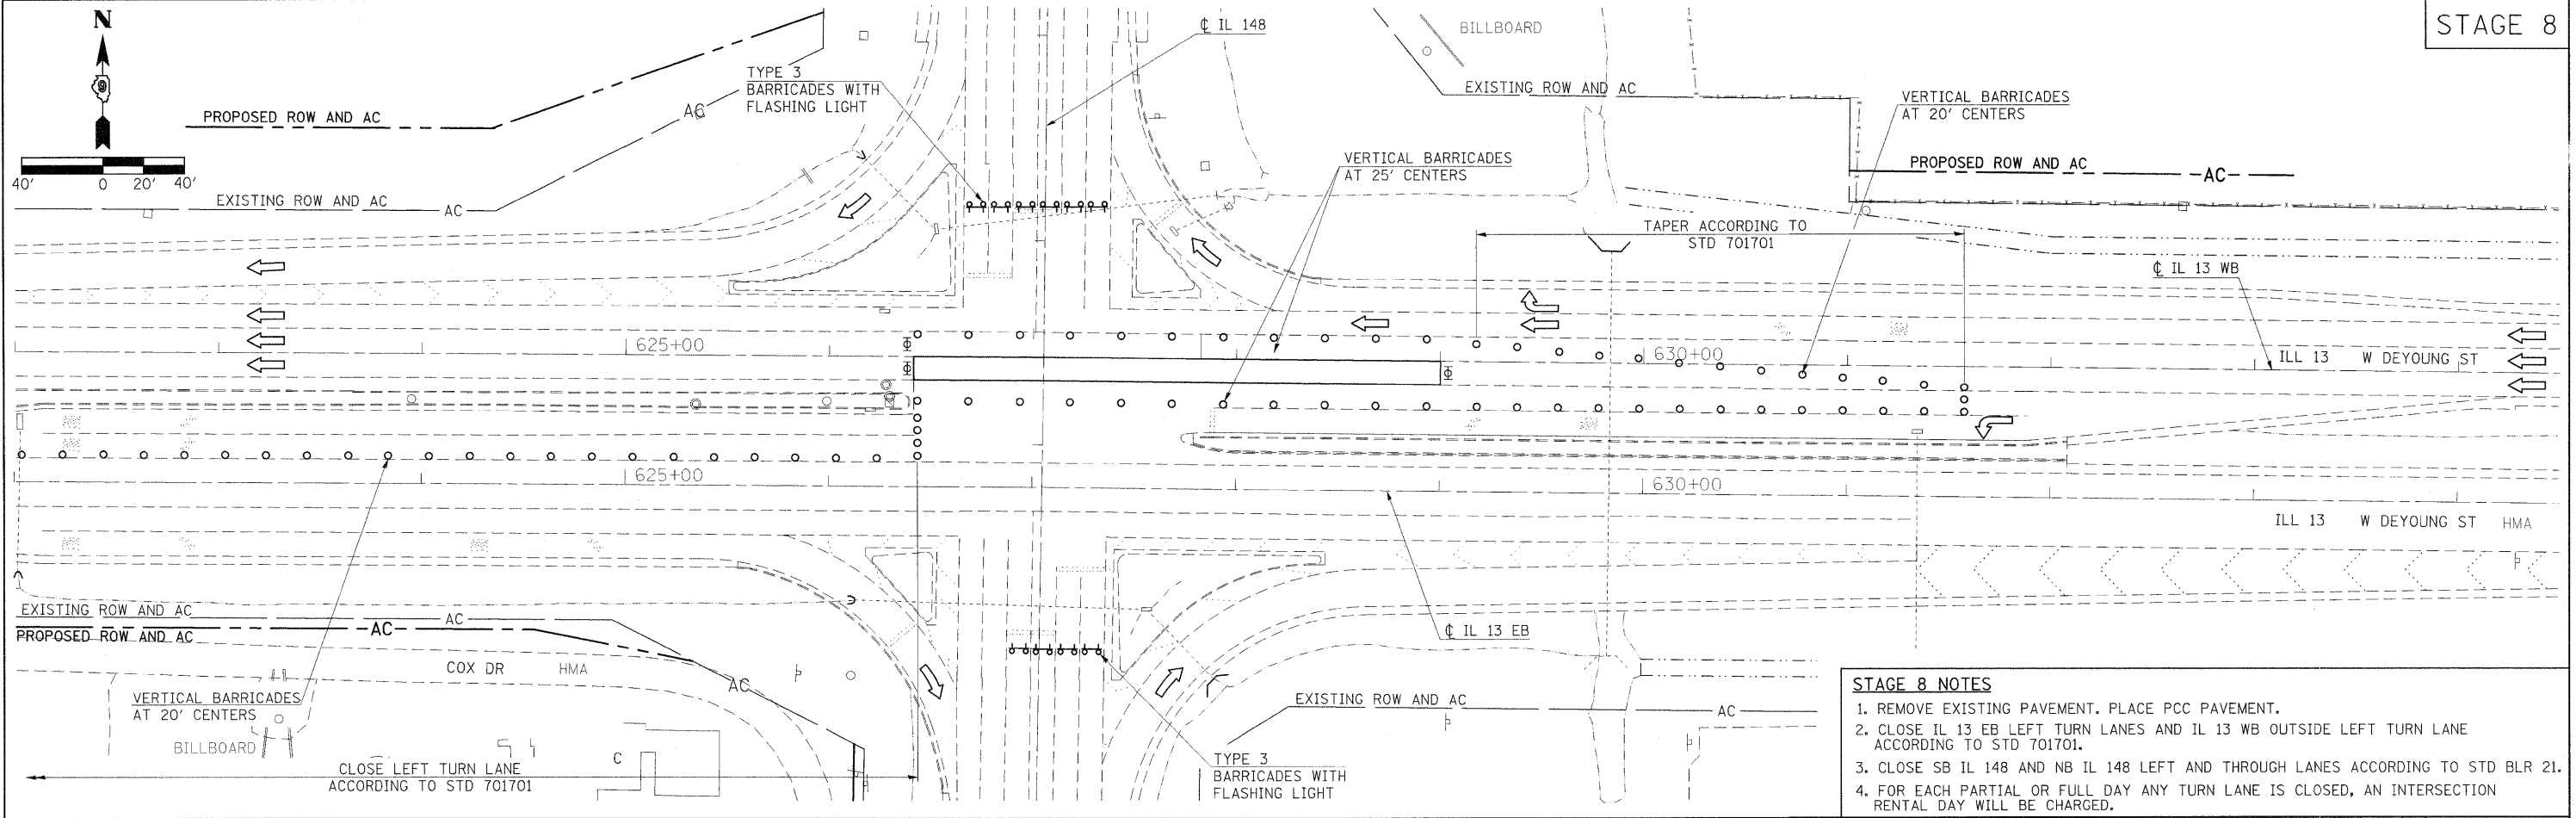 STAGE 8
N
9
40' 0 20' 40'
PROPOSED ROW AND AC
EXISTING ROW AND AC
AC
AC
TYPE 3
BARRICADES WITH
FLASHING LIGHT
℄ IL 148
BILLBOARD
EXISTING ROW AND AC
VERTICAL BARRICADES
AT 20' CENTERS
VERTICAL BARRICADES
AT 25' CENTERS
PROPOSED ROW AND AC
AC
TAPER ACCORDING TO
STD 701701
℄ IL 13 WB
625+00
630+00
ILL 13 W DEYOUNG ST
625+00
630+00
ILL 13 W DEYOUNG ST HMA
℄ IL 13 EB
EXISTING ROW AND AC
AC
PROPOSED ROW AND AC
AC
COX DR HMA
AC
VERTICAL BARRICADES
AT 20' CENTERS
BILLBOARD
C
CLOSE LEFT TURN LANE
ACCORDING TO STD 701701
EXISTING ROW AND AC
AC
TYPE 3
BARRICADES WITH
FLASHING LIGHT
STAGE 8 NOTES
1. REMOVE EXISTING PAVEMENT. PLACE PCC PAVEMENT.
2. CLOSE IL 13 EB LEFT TURN LANES AND IL 13 WB OUTSIDE LEFT TURN LANE
ACCORDING TO STD 701701.
3. CLOSE SB IL 148 AND NB IL 148 LEFT AND THROUGH LANES ACCORDING TO STD BLR 21.
4. FOR EACH PARTIAL OR FULL DAY ANY TURN LANE IS CLOSED, AN INTERSECTION
RENTAL DAY WILL BE CHARGED.